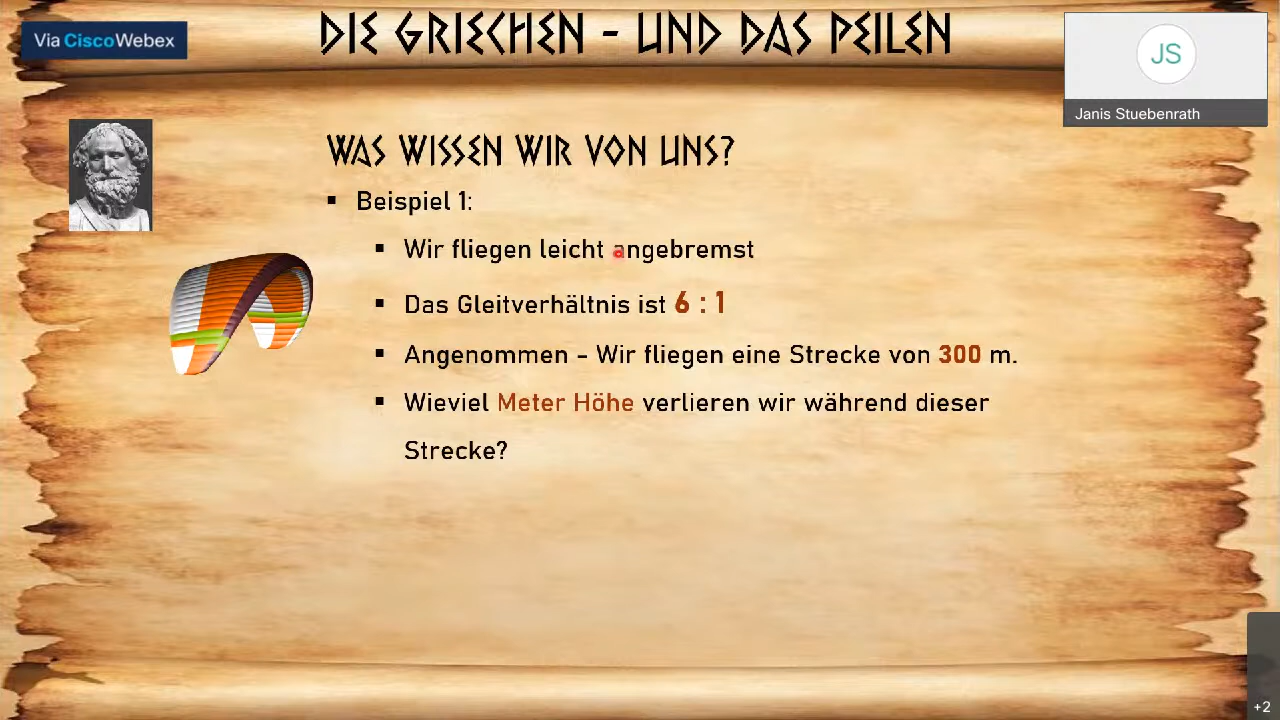 Via CiscoWebex
DIE GRIECHEN - UND DAS PEILEN
JS
Janis Stuebenrath
WAS WISSEN WIR VON UNS?
▪ Beispiel 1:
▪ Wir fliegen leicht angebremst
▪ Das Gleitverhältnis ist 6 : 1
▪ Angenommen - Wir fliegen eine Strecke von 300 m.
▪ Wieviel Meter Höhe verlieren wir während dieser
Strecke?
+2